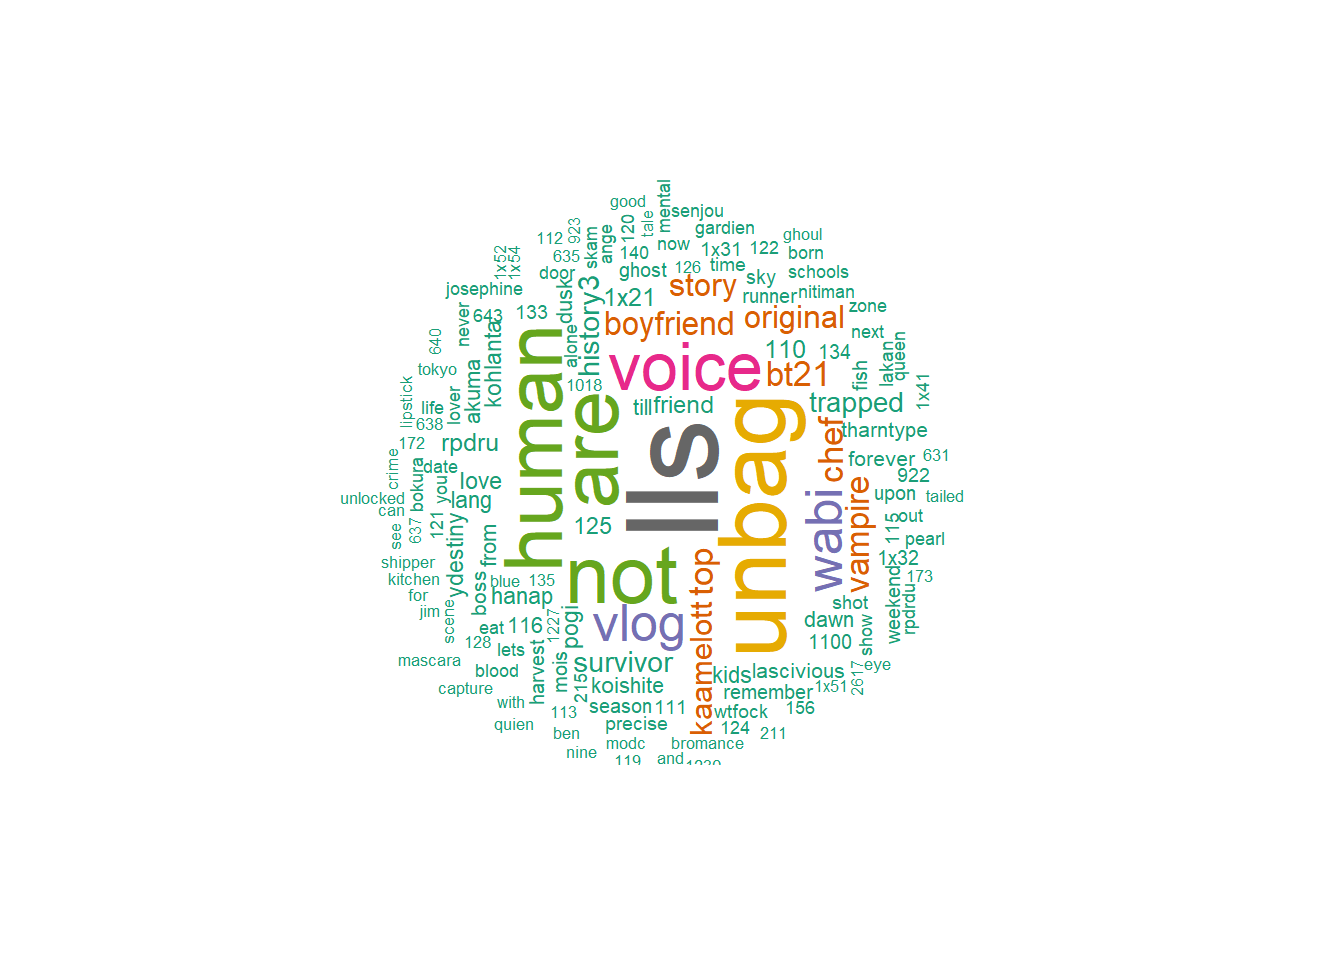 good
mental
senjou
tale
gardien
120
923
ange
skam
112
635
140
now
1x31
122
ghoul
born
1x52
1x54
door
ghost
126
time
sky
schools
josephine
dusk
history3
1x21
story
runner
nitiman
never
643
133
boyfriend
original
zone
next
640
kohlanta
alone
voice
110
134
lakan
queen
tokyo
akuma
human
1018
bt21
fish
1x41
lipstick
life
lover
are
till
friend
trapped
638
tharntype
172
rpdru
lls
unbag
chef
crime
date
bokura
you
love
forever
631
922
unlocked
can
lang
wabi
vampire
upon
tailed
see
637
121
125
115
out
pearl
shipper
ydestiny
from
not
1x32
kitchen
boss
blue
135
top
weekend
173
for
hanap
kaamelott
shot
rpdrdu
jim
scene
eat
116
1227
pogi
vlog
dawn
128
lets
1100
show
mascara
blood
harvest
mois
survivor
kids
lascivious
eye
capture
215
koishite
remember
1x51
2617
with
season
111
wtfock
156
quien
113
precise
124
211
ben
modc
bromance
nine
119
and
1230